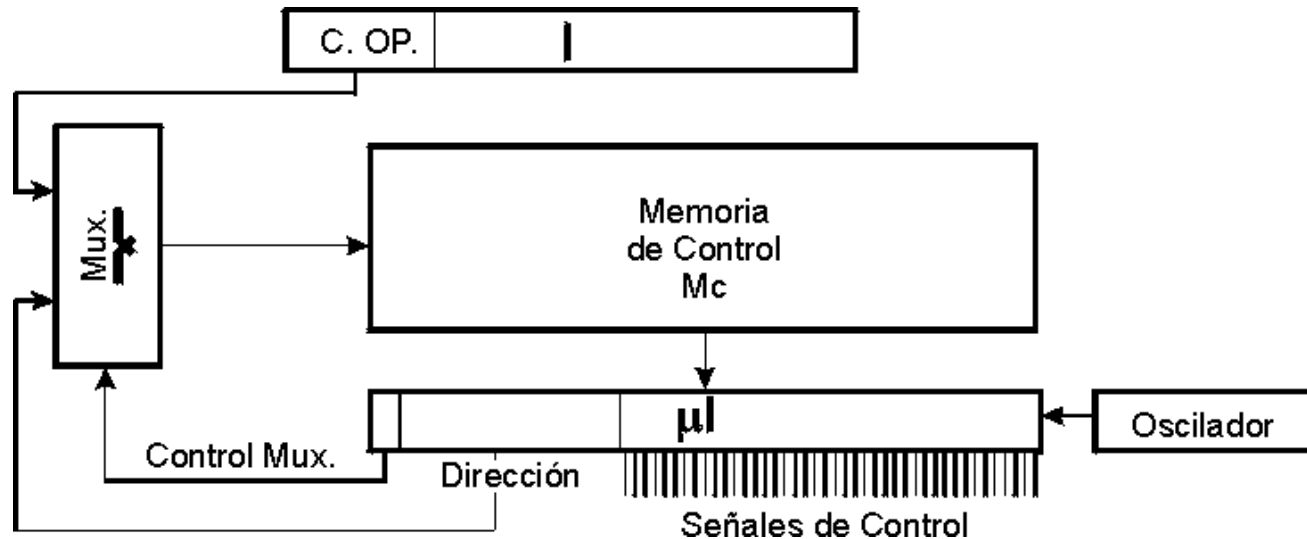 C. OP.
I
Mux.
x
Memoria
de Control
Mc
µI
Oscilador
Control Mux.
Dirección
Señales de Control